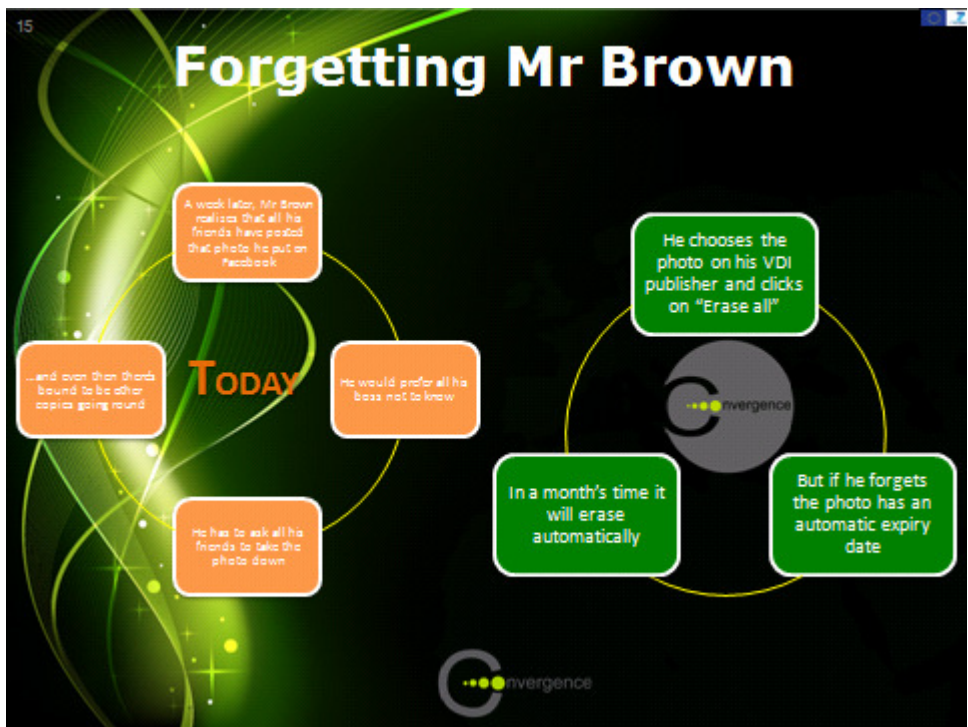 15
Forgetting Mr Brown
A week later, Mr Brown
realises that all his
friends have posted
that photo he put on
Facebook
He would prefer all his
boss not to know
He has to ask all his
friends to take the
photo down
...and even then there's
bound to be other
copies going round
TODAY
He chooses the
photo on his VDI
publisher and clicks
on “Erase all”
But if he forgets
the photo has an
automatic expiry
date
In a month's time it
will erase
automatically
Convergence
Convergence